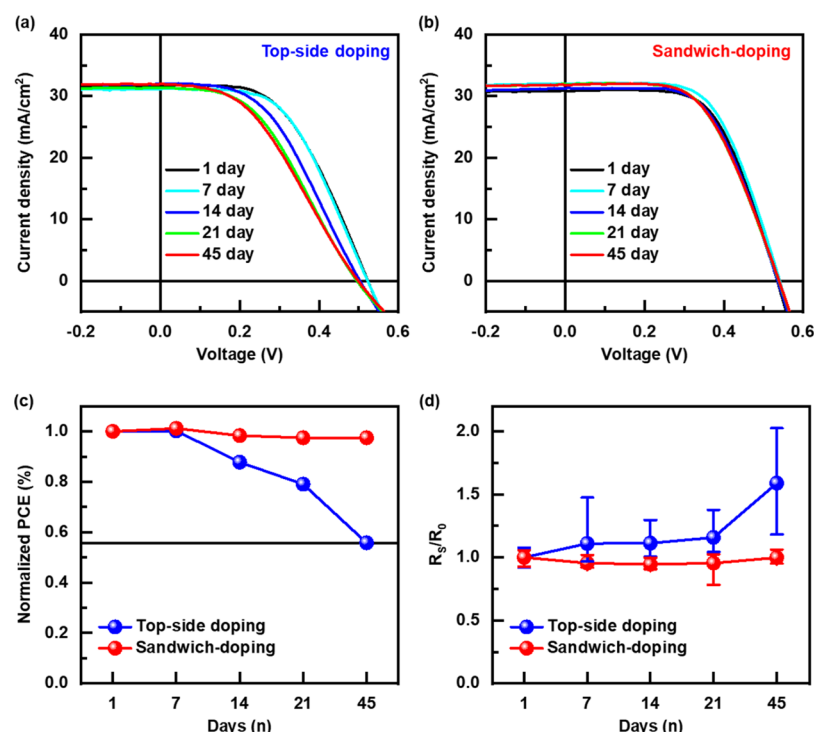 (a)
Top-side doping
40
30
20
10
0
-0.2
0.0
0.2
0.4
0.6
Current density (mA/cm²)
Voltage (V)
1 day
7 day
14 day
21 day
45 day
(b)
Sandwich-doping
40
30
20
10
0
-0.2
0.0
0.2
0.4
0.6
Current density (mA/cm²)
Voltage (V)
1 day
7 day
14 day
21 day
45 day
(c)
1.0
0.8
0.6
0.4
0.2
0.0
Normalized PCE (%)
Top-side doping
Sandwich-doping
1
7
14
21
45
Days (n)
(d)
2.0
1.5
1.0
0.5
0.0
R_S/R_0
Top-side doping
Sandwich-doping
1
7
14
21
45
Days (n)